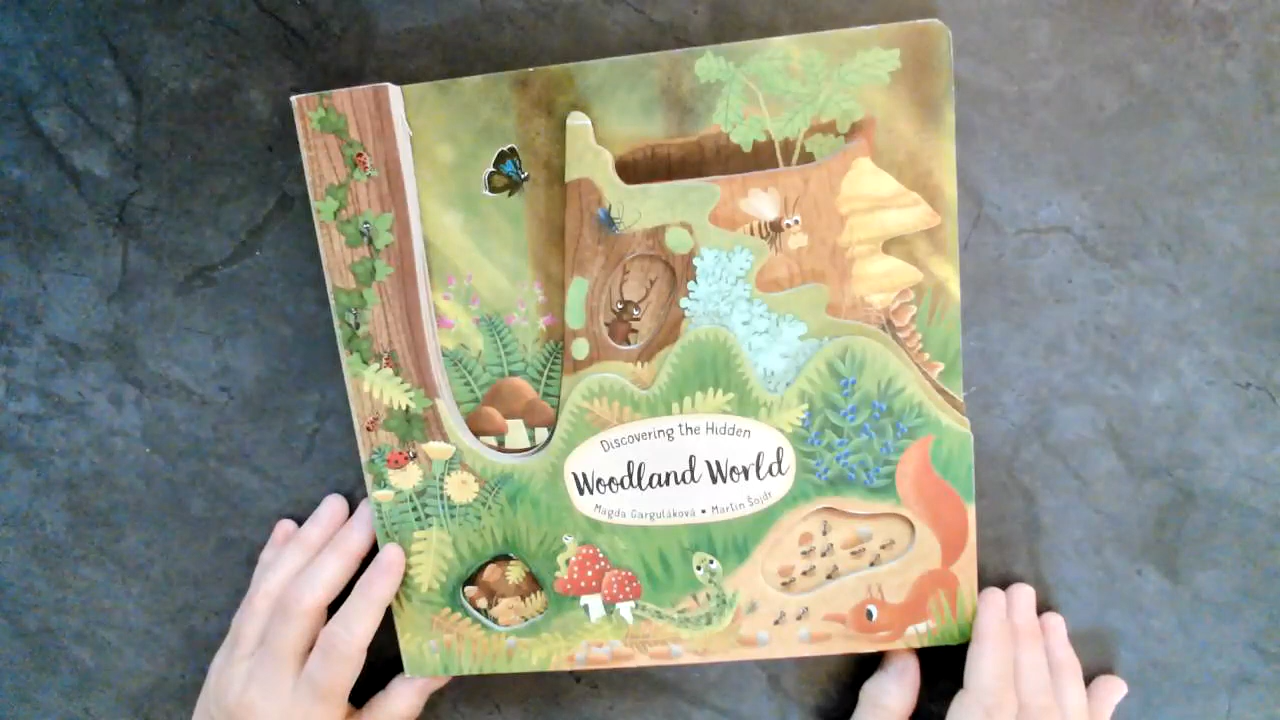 Discovering the Hidden
Woodland World
Magda Garguláková • Martin Šojdr